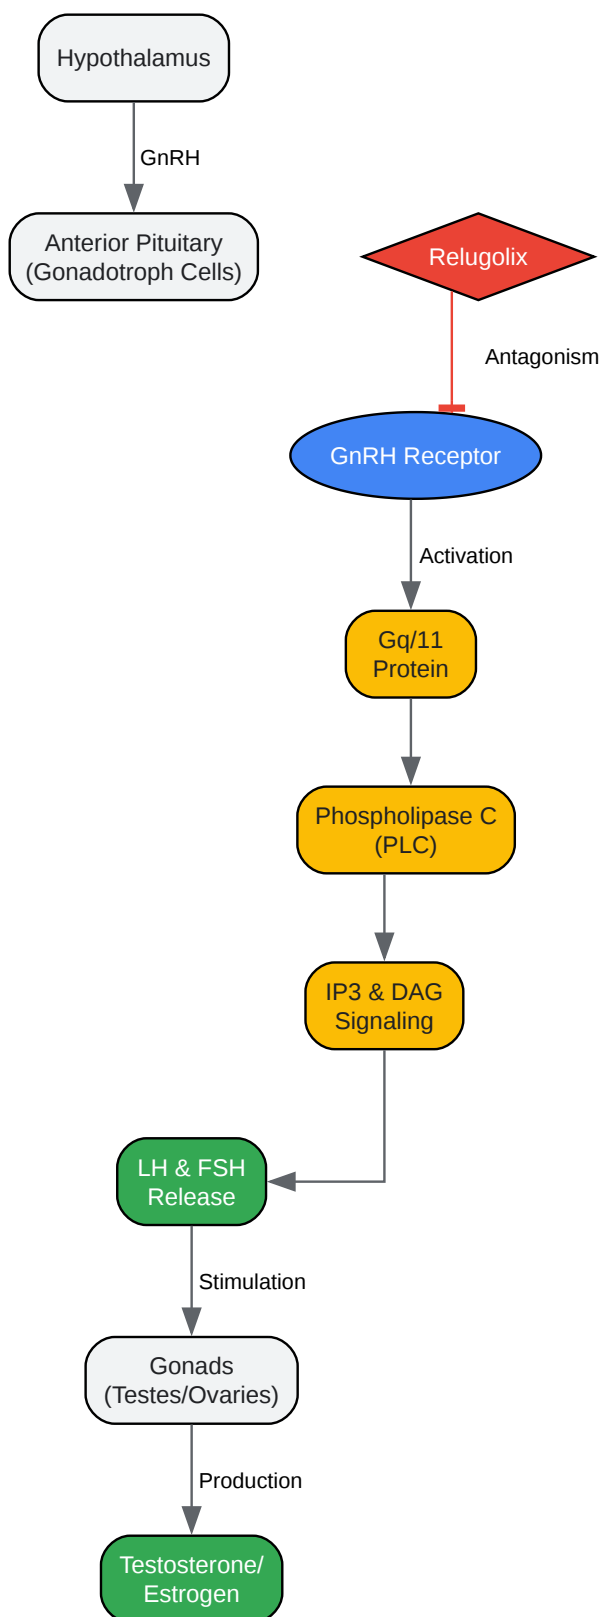 Hypothalamus
GnRH
Anterior Pituitary
(Gonadotroph Cells)
Relugolix
Antagonism
GnRH Receptor
Activation
Gq/11
Protein
Phospholipase C
(PLC)
IP3 & DAG
Signaling
LH & FSH
Release
Stimulation
Gonads
(Testes/Ovaries)
Production
Testosterone/
Estrogen